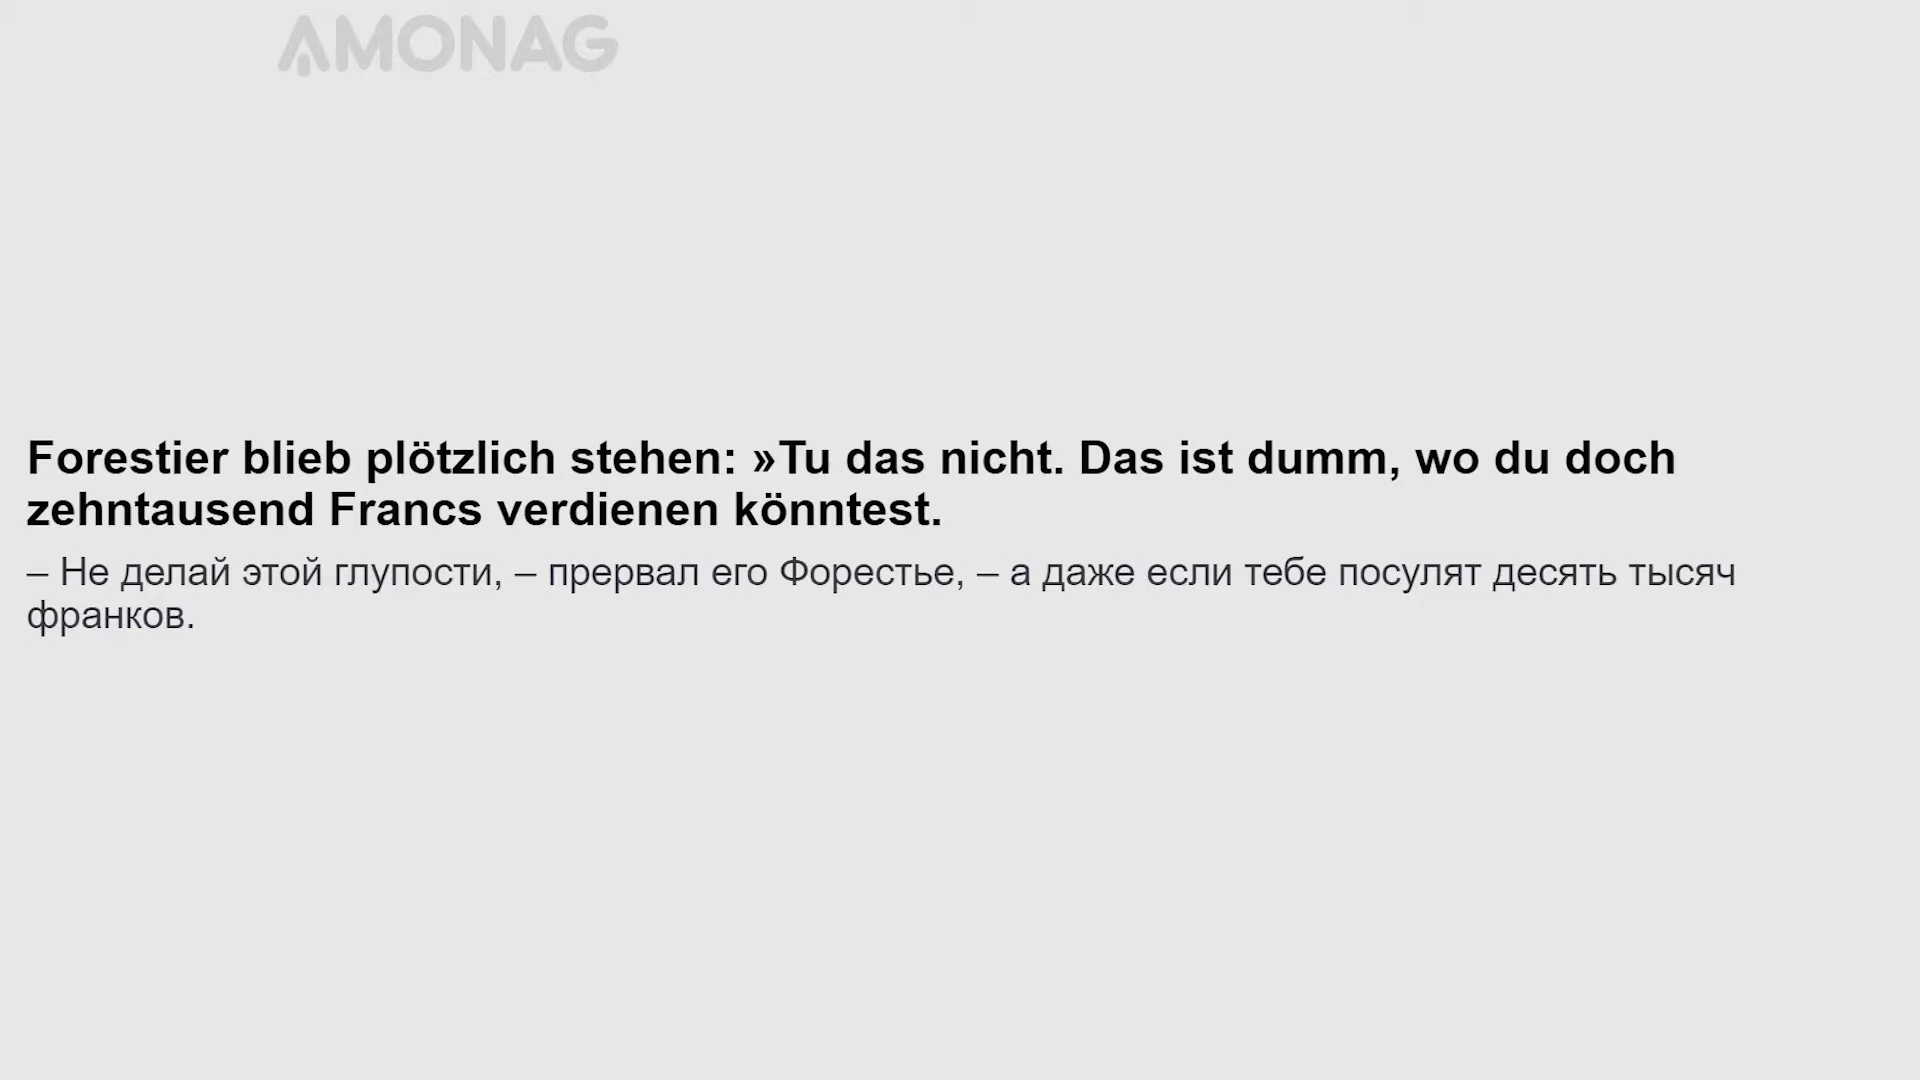 AMONAG
Forestier blieb plötzlich stehen: »Tu das nicht. Das ist dumm, wo du doch
zehntausend Francs verdienen könntest.
– Не делай этой глупости, – прервал его Форестье, – а даже если тебе посулят десять тысяч
франков.